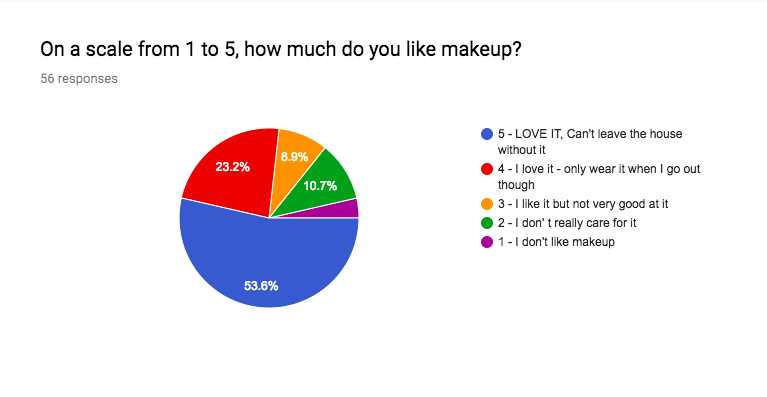 On a scale from 1 to 5, how much do you like makeup?
56 responses
23.2%
8.9%
10.7%
53.6%
5 - LOVE IT, Can't leave the house
without it
4 - I love it - only wear it when I go out
though
3 - I like it but not very good at it
2 - I don' t really care for it
1 - I don't like makeup